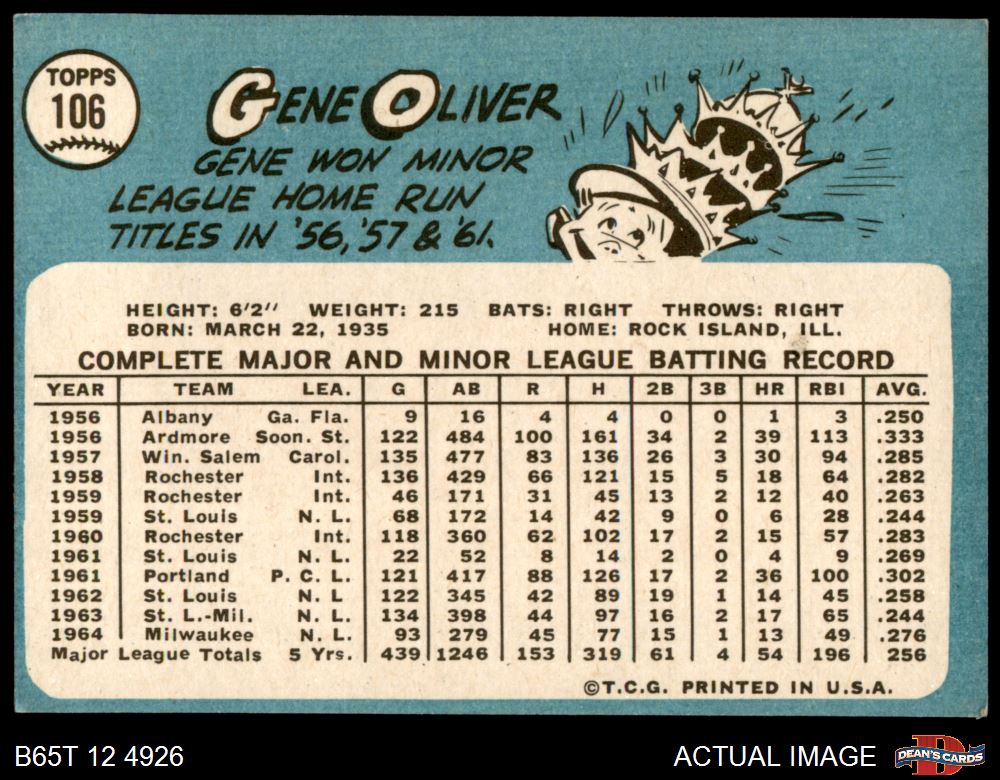 TOPPS
106
GENE OLIVER
GENE WON MINOR
LEAGUE HOME RUN
TITLES IN '56, '57 & '61.
HEIGHT: 6'2" WEIGHT: 215 BATS: RIGHT THROWS: RIGHT
BORN: MARCH 22, 1935 HOME: ROCK ISLAND, ILL.
COMPLETE MAJOR AND MINOR LEAGUE BATTING RECORD
YEAR TEAM LEA. G AB R H 2B 3B HR RBI AVG.
1956 Albany Ga. Fla. 9 16 4 4 0 0 1 3 .250
1956 Ardmore Soon. St. 122 484 100 161 34 2 39 113 .333
1957 Win. Salem Carol. 135 477 83 136 26 3 30 94 .285
1958 Rochester Int. 136 429 66 121 15 5 18 64 .282
1959 Rochester Int. 46 171 31 45 13 2 12 40 .263
1959 St. Louis N. L. 68 172 14 42 9 0 6 28 .244
1960 Rochester Int. 118 360 62 102 17 2 15 57 .283
1961 St. Louis N. L. 22 52 8 14 2 0 4 9 .269
1961 Portland P. C. L. 121 417 88 126 17 2 36 100 .302
1962 St. Louis N. L 122 345 42 89 19 1 14 45 .258
1963 St. L.-Mil. N. L. 134 398 44 97 16 2 17 65 .244
1964 Milwaukee N. L. 93 279 45 77 15 1 13 49 .276
Major League Totals 5 Yrs. 439 1246 153 319 61 4 54 196 .256
©T.C.G. PRINTED IN U.S.A.
B65T 12 4926
ACTUAL IMAGE
DEAN'S CARDS